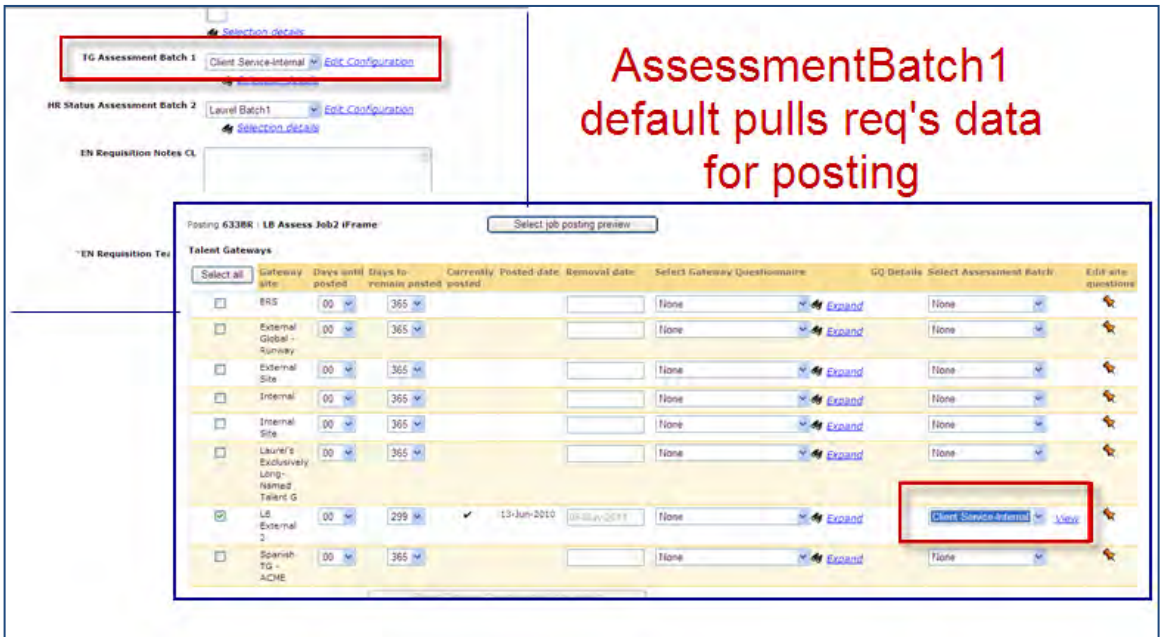 Selection details
TG Assessment Batch 1 Client Service-Internal Edit Configuration
HR Status Assessment Batch 2 Laurel Batch1 Edit Configuration
Selection details
EN Requisition Notes CL
AssessmentBatch1
default pulls req's data
for posting
Posting 633BR : LB Assess Job2 iFrame Select job posting preview
Talent Gateways
"EN Requisition
Select all Gateway site Days until posted Days to remain posted Currently posted Posted date Removal date Select Gateway Questionnaire GQ Details Select Assessment Batch Edit site questions
BRS 00 365 None Expand None
External Global - Runway 00 365 None Expand None
External Site 00 365 None Expand None
Internal 00 365 None Expand None
Internal Site 00 365 None Expand None
Laurel's Exclusively Long-Named Talent G 00 365 None Expand None
LB External 2 00 299 ✔ 13-Jun-2010 None Expand Client Service-Internal View
Spanish TG - ACME 00 365 None Expand None